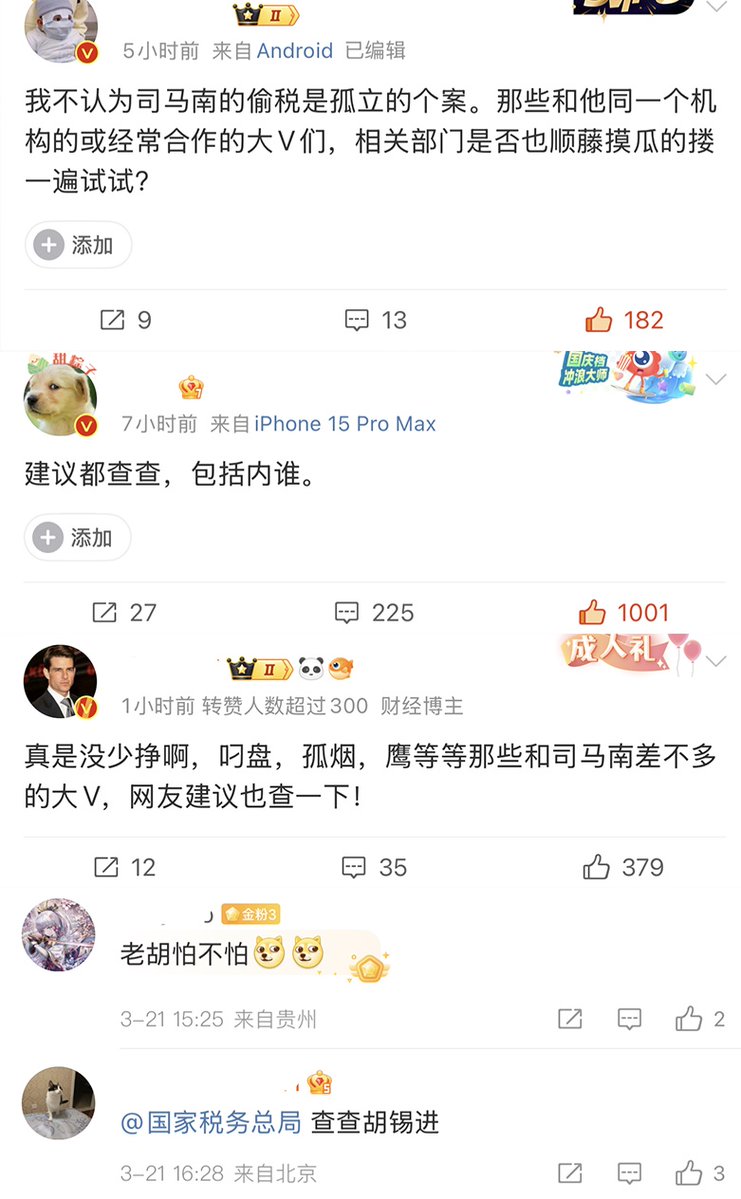 II
5小时前 来自Android 已编辑
我不认为司马南的偷税是孤立的个案。那些和他同一个机
构的或经常合作的大V们，相关部门是否也顺藤摸瓜的搂
一遍试试？
添加
9 13 182
甜粽子
国庆档
冲浪大师
7小时前 来自iPhone 15 Pro Max
建议都查查，包括内谁。
添加
27 225 1001
II
成人礼
1小时前 转赞人数超过300 财经博主
真是没少挣啊，叼盘，孤烟，鹰等等那些和司马南差不多
的大V，网友建议也查一下！
12 35 379
金粉3
老胡怕不怕
3-21 15:25 来自贵州 2
5
@国家税务总局 查查胡锡进
3-21 16:28 来自北京 3